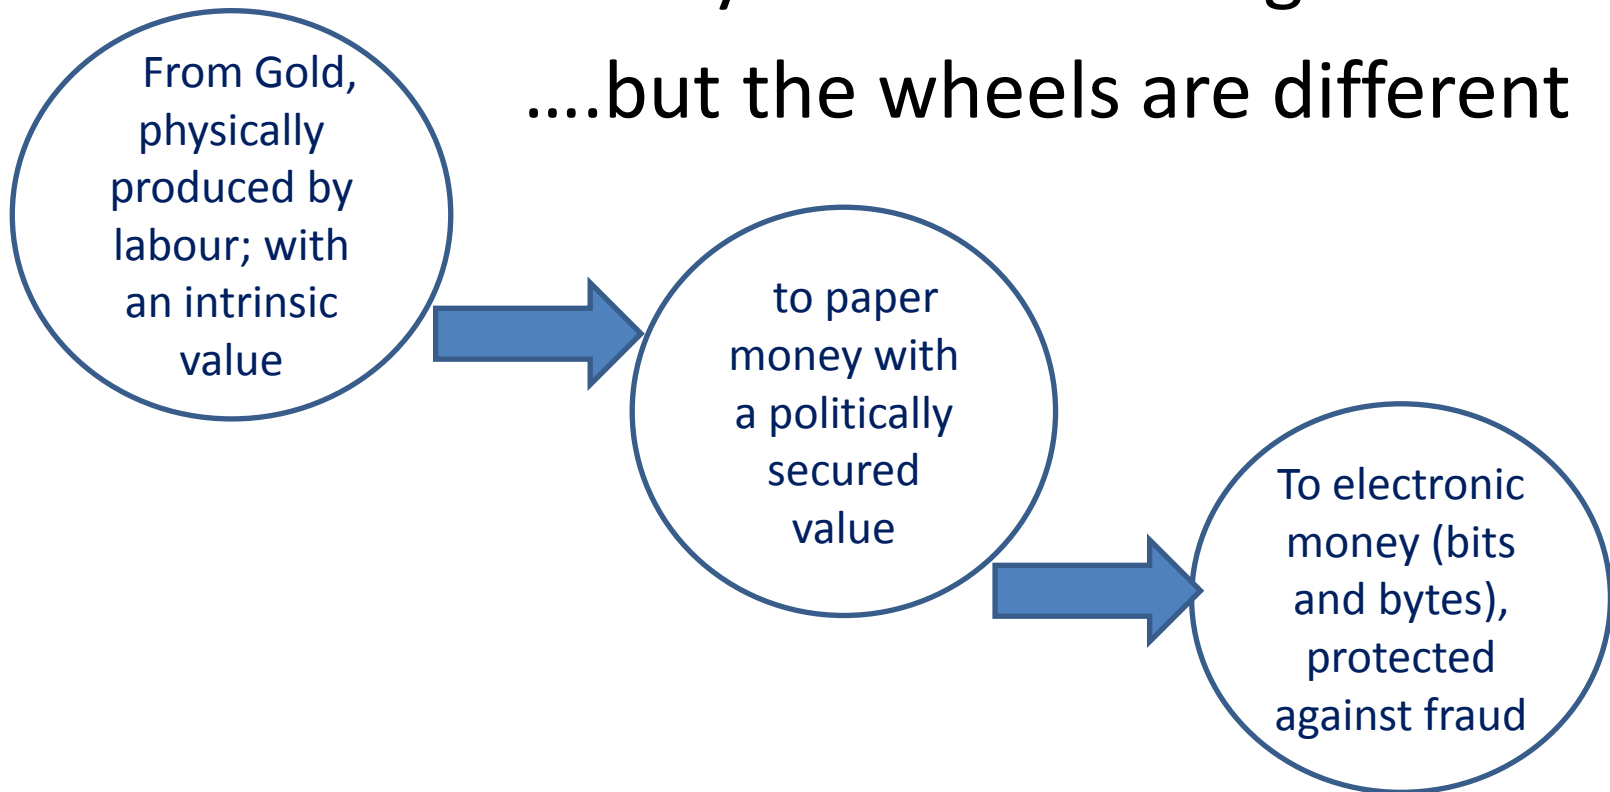 ….but the wheels are different
From Gold,
physically
produced by
labour; with
an intrinsic
value
to paper
money with
a politically
secured
value
To electronic
money (bits
and bytes),
protected
against fraud